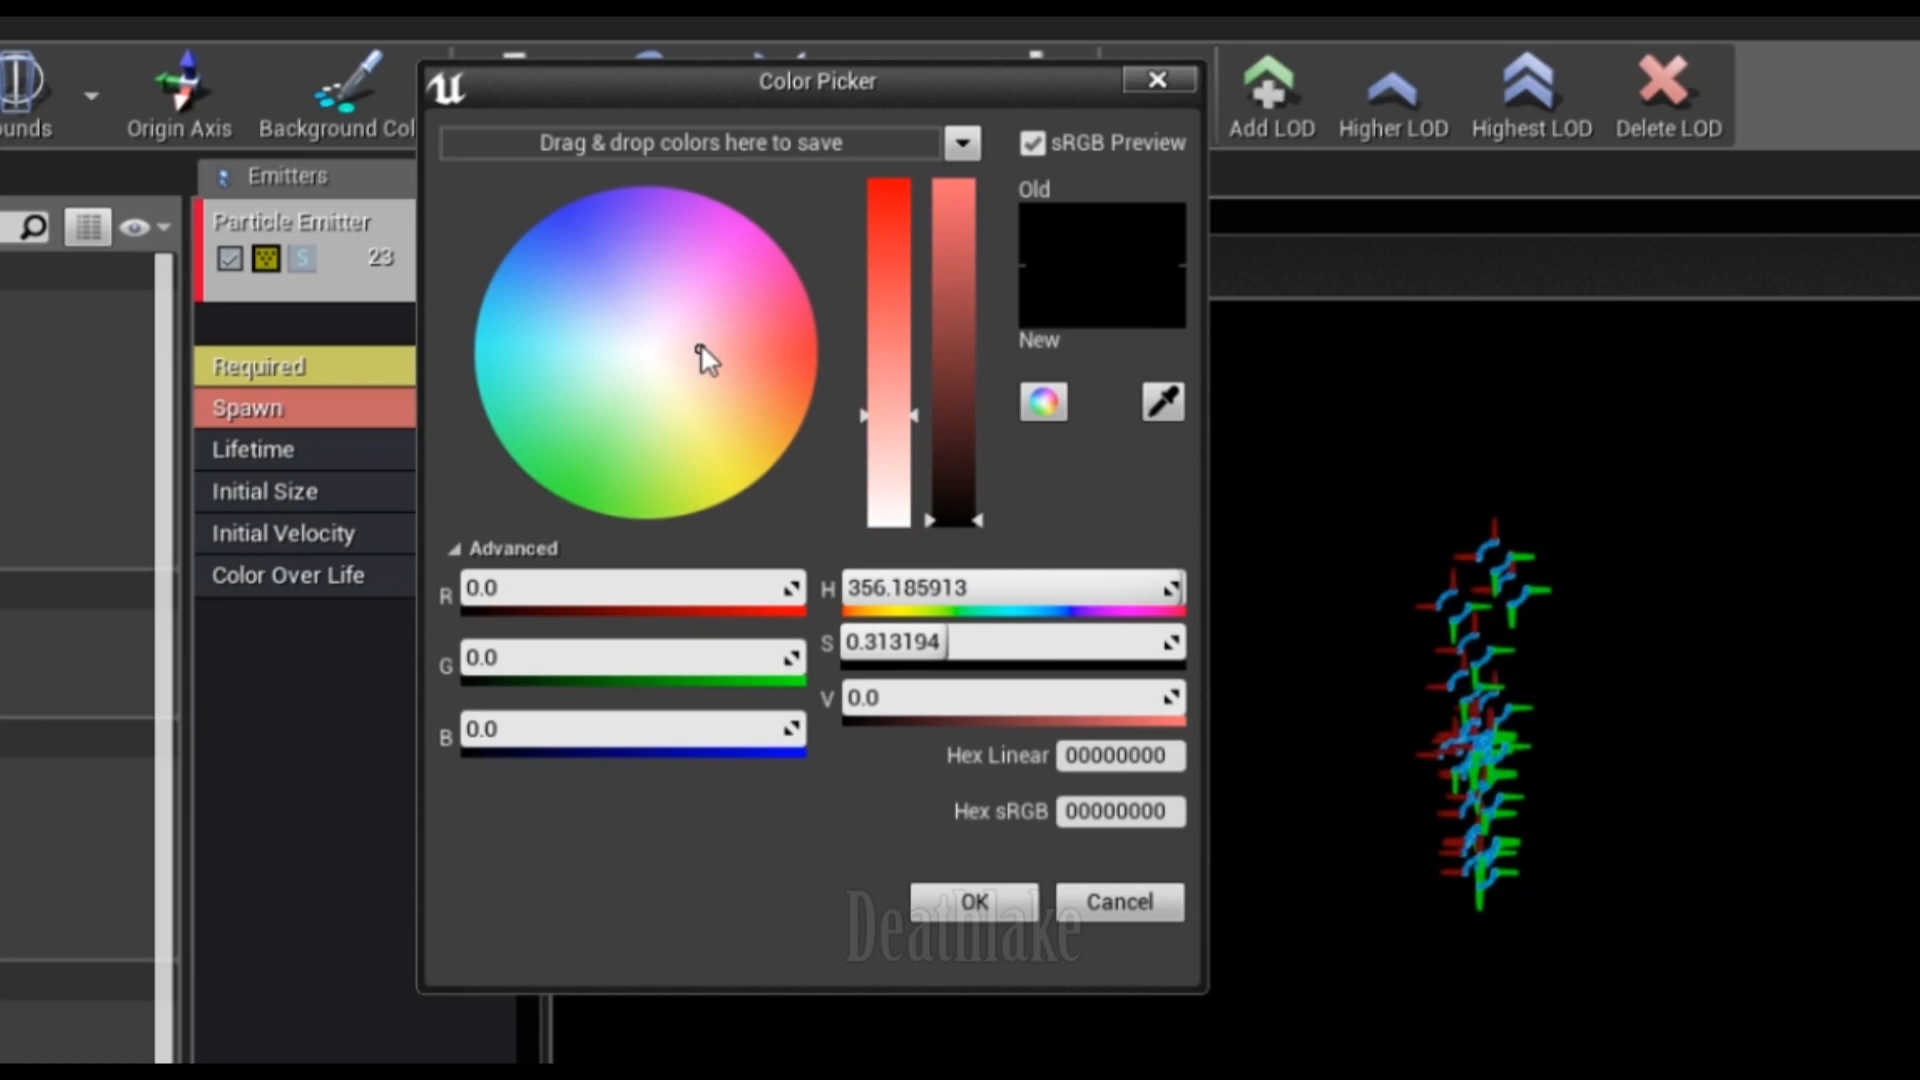 Color Picker
ounds
Origin Axis
Background Col
Add LOD
Higher LOD
Highest LOD
Delete LOD
Drag & drop colors here to save
sRGB Preview
Emitters
Old
Particle Emitter
S
23
New
Required
Spawn
Lifetime
Initial Size
Initial Velocity
Color Over Life
Advanced
R 0.0
H 356.185913
S 0.313194
G 0.0
V 0.0
B 0.0
Hex Linear 00000000
Hex sRGB 00000000
OK
Cancel
Deathlake